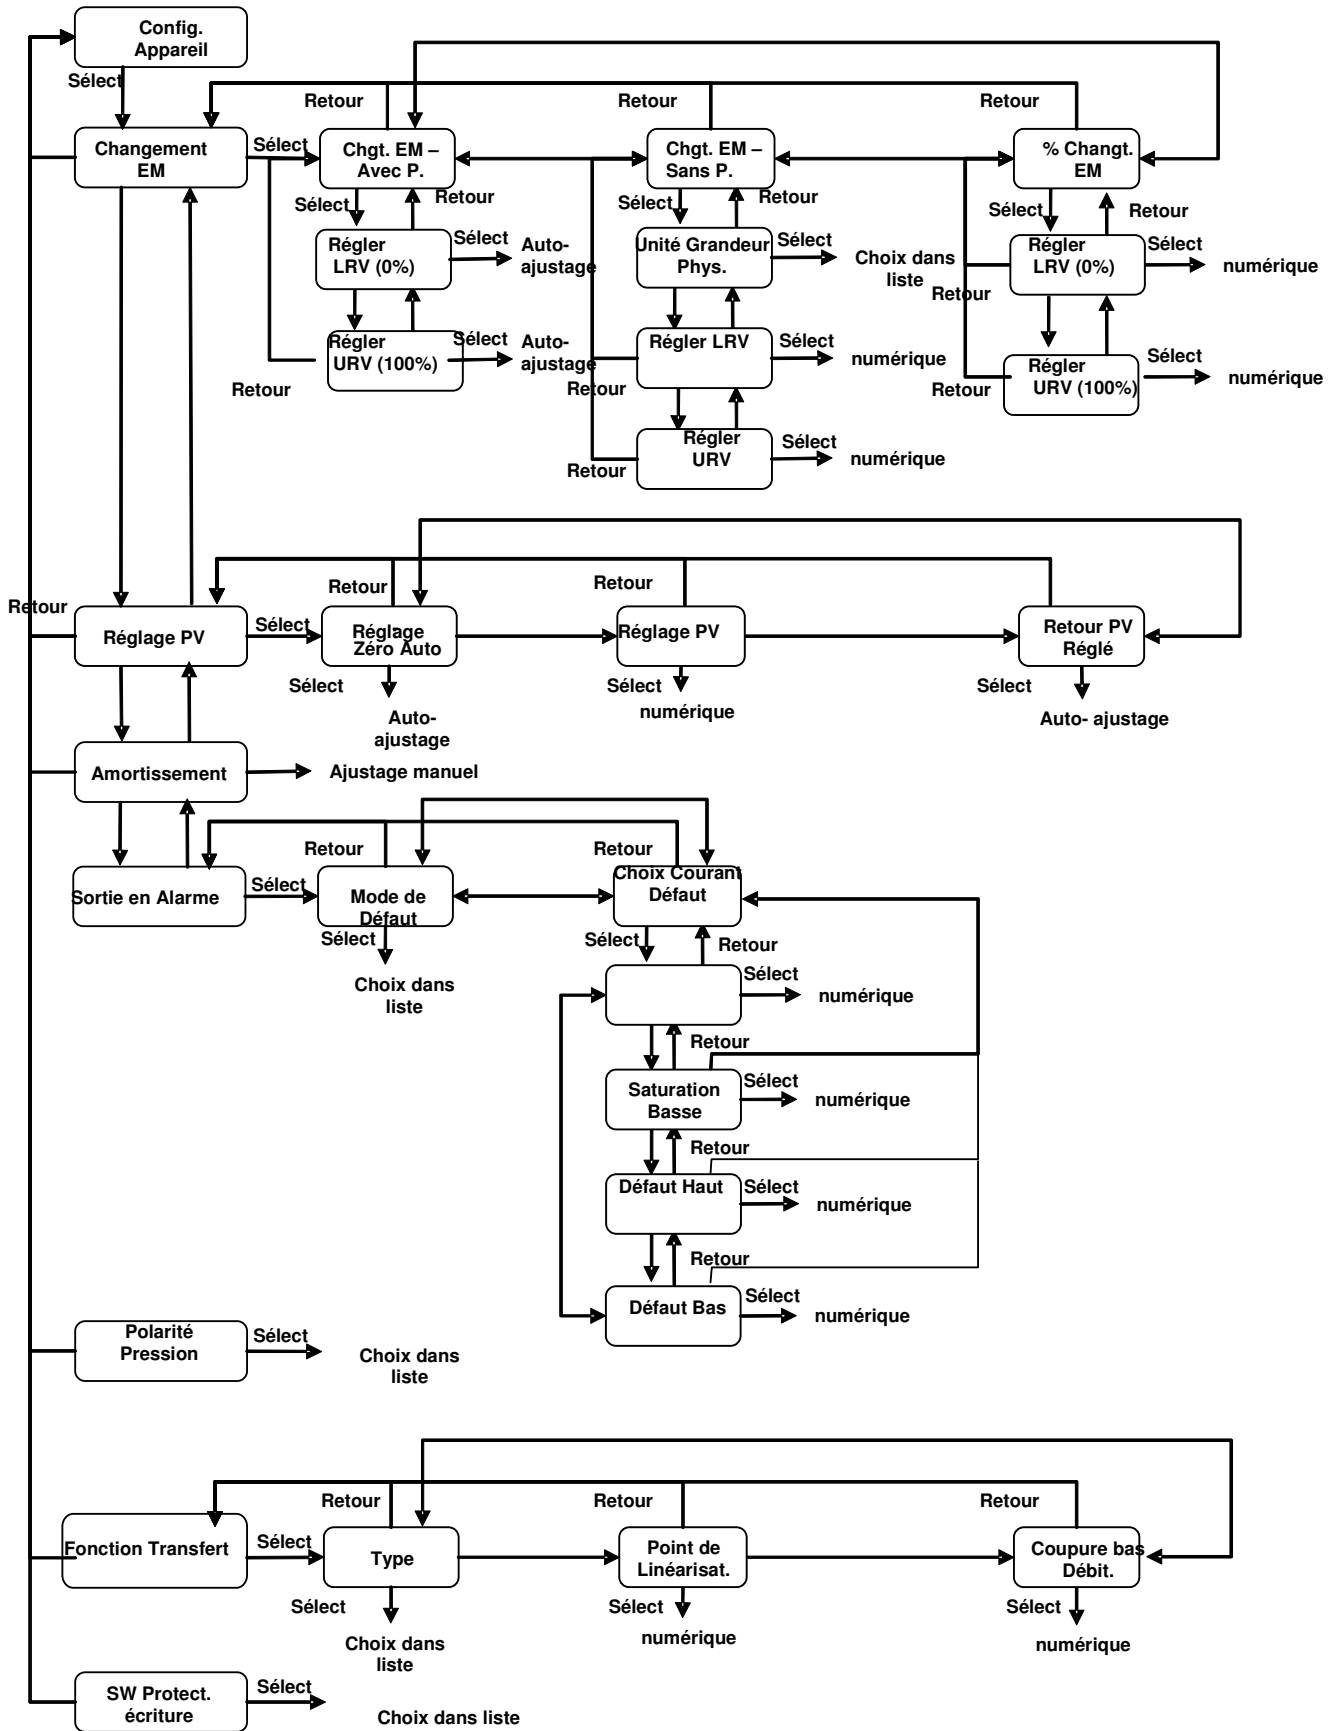 Config.
Appareil
Sélect
Retour
Retour
Retour
Changement
EM
Sélect
Chgt. EM –
Avec P.
Chgt. EM –
Sans P.
% Changt.
EM
Sélect
Retour
Sélect
Retour
Sélect
Retour
Régler
LRV (0%)
Sélect
Auto-
ajustage
Unité Grandeur
Phys.
Sélect
Choix dans
liste
Régler
LRV (0%)
Sélect
numérique
Retour
Régler
URV (100%)
Sélect
Auto-
ajustage
Retour
Régler LRV
Sélect
numérique
Retour
Régler
URV (100%)
Sélect
numérique
Retour
Régler
URV
Sélect
numérique
Retour
Retour
Retour
Retour
Réglage PV
Sélect
Réglage
Zéro Auto
Réglage PV
Retour PV
Réglé
Sélect
Auto-
ajustage
Sélect
numérique
Sélect
Auto- ajustage
Amortissement
Ajustage manuel
Retour
Retour
Sortie en Alarme
Sélect
Mode de
Défaut
Choix Courant
Défaut
Sélect
Choix dans
liste
Sélect
Retour
Sélect
numérique
Retour
Saturation
Basse
Sélect
numérique
Retour
Défaut Haut
Sélect
numérique
Retour
Défaut Bas
Sélect
numérique
Polarité
Pression
Sélect
Choix dans
liste
Retour
Retour
Retour
Fonction Transfert
Sélect
Type
Point de
Linéarisat.
Coupure bas
Débit.
Sélect
Choix dans
liste
Sélect
numérique
Sélect
numérique
SW Protect.
écriture
Sélect
Choix dans liste